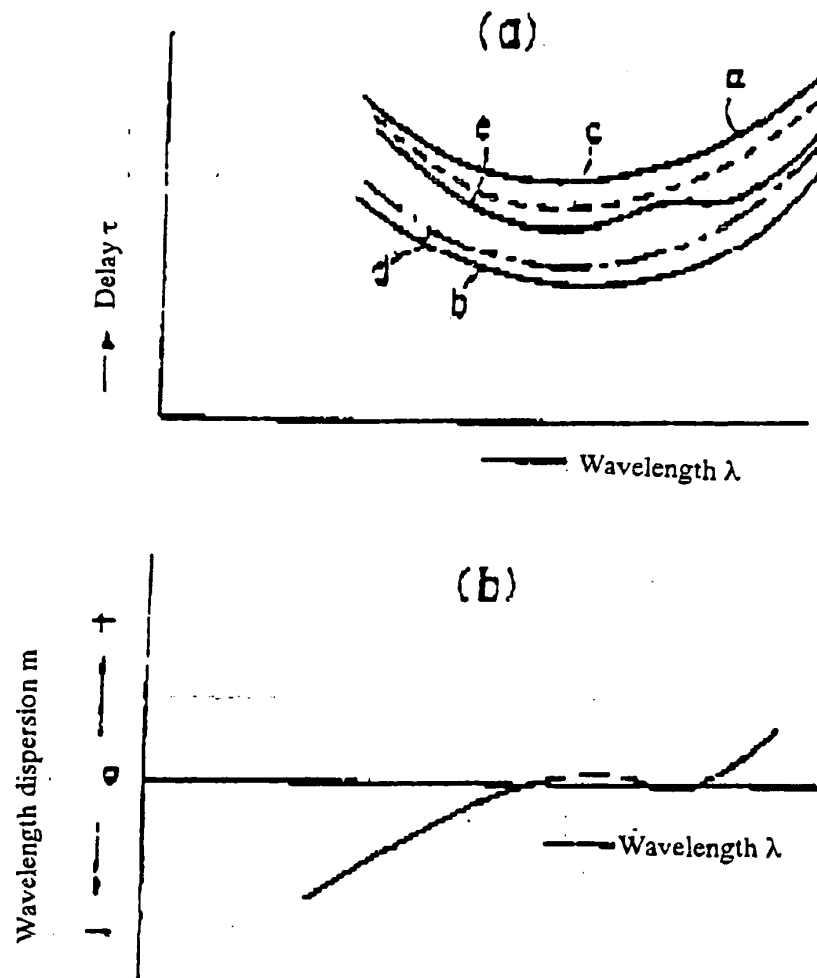 (a)
a
e
c
d
b
Delay τ
Wavelength λ
(b)
Wavelength dispersion m
+
0
-
Wavelength λ